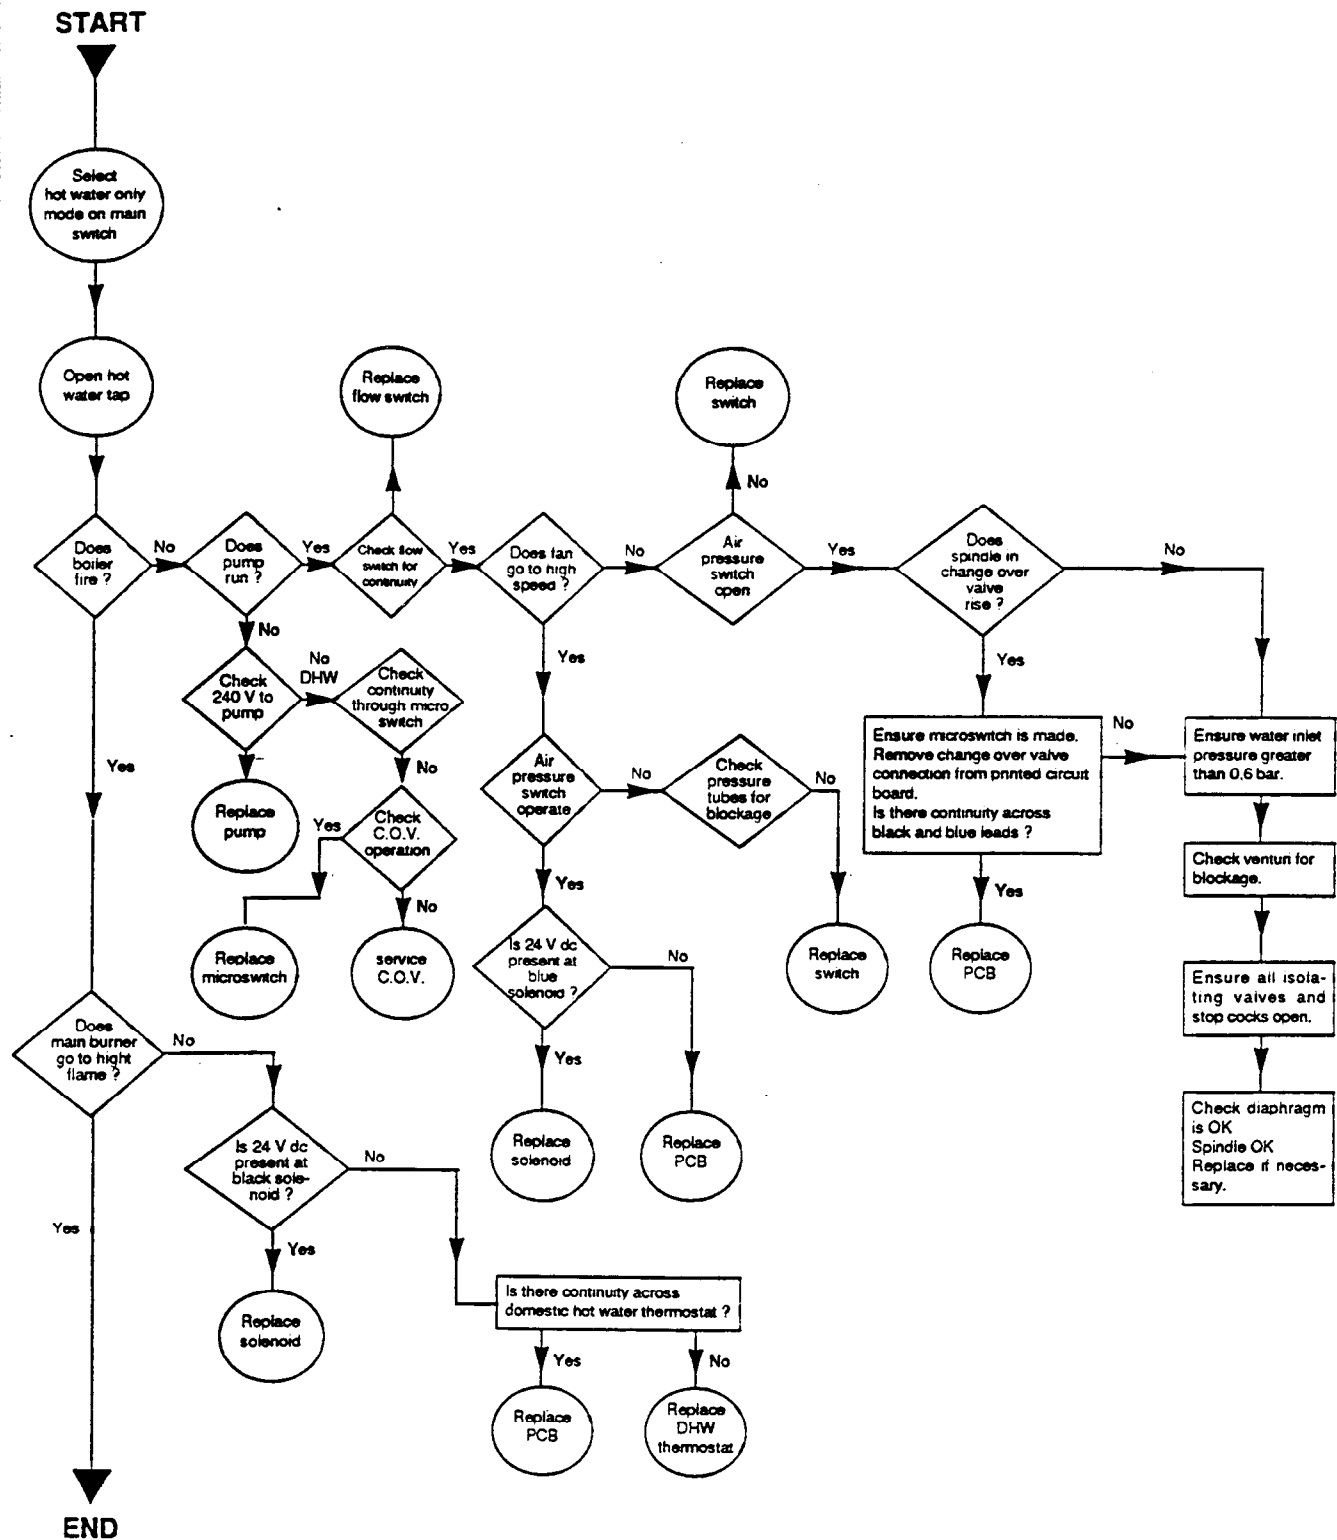 START
Select
hot water only
mode on main
switch
Open hot
water tap
Replace
flow switch
Replace
switch
No
Does
boiler
fire ?
No
Does
pump
run ?
Yes
Check flow
switch for
continuity
Yes
Does fan
go to high
speed ?
No
Air
pressure
switch
open
Yes
Does
spindle in
change over
valve
rise ?
No
No
Yes
Yes
Check
240 V to
pump
No
DHW
Check
continuity
through micro
switch
No
Replace
pump
Yes
Check
C.O.V.
operation
No
Replace
microswitch
service
C.O.V.
Air
pressure
switch
operate
No
Check
pressure
tubes for
blockage
No
Yes
Replace
switch
Ensure microswitch is made.
Remove change over valve
connection from printed circuit
board.
Is there continuity across
black and blue leads ?
No
Yes
Replace
PCB
Ensure water inlet
pressure greater
than 0,6 bar.
Check venturi for
blockage.
Ensure all isola-
ting valves and
stop cocks open.
Check diaphragm
is OK
Spindle OK
Replace if neces-
sary.
Is 24 V dc
present at
blue
solenoid ?
No
Yes
Replace
solenoid
Replace
PCB
Yes
Does
main burner
go to hight
flame ?
No
Is 24 V dc
present at
black sole-
noid ?
No
Yes
Replace
solenoid
Is there continuity across
domestic hot water thermostat ?
Yes
No
Replace
PCB
Replace
DHW
thermostat
Yes
END